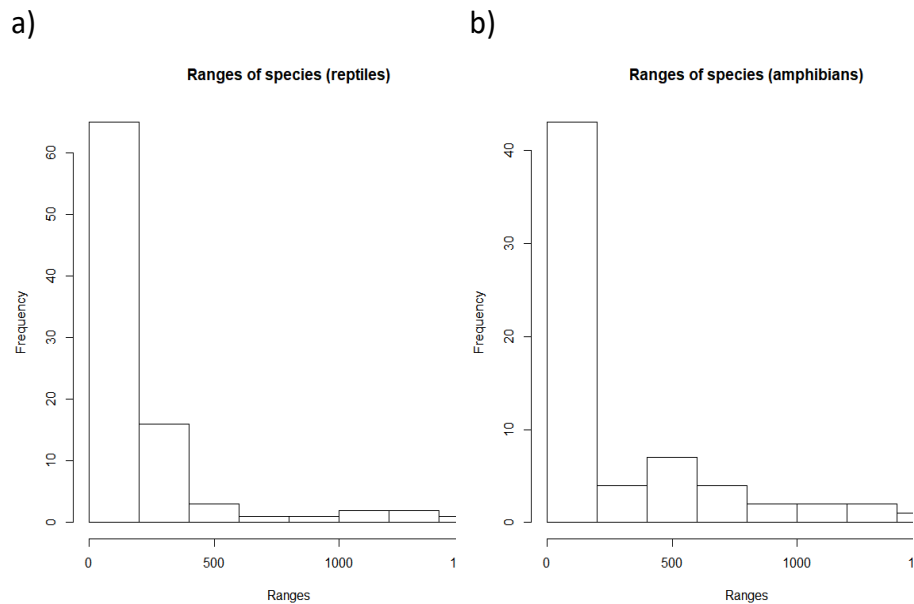 a)
Ranges of species (reptiles)
Frequency
60
50
40
30
20
10
0
0 500 1000 1
Ranges
b)
Ranges of species (amphibians)
Frequency
40
30
20
10
0
0 500 1000 1
Ranges